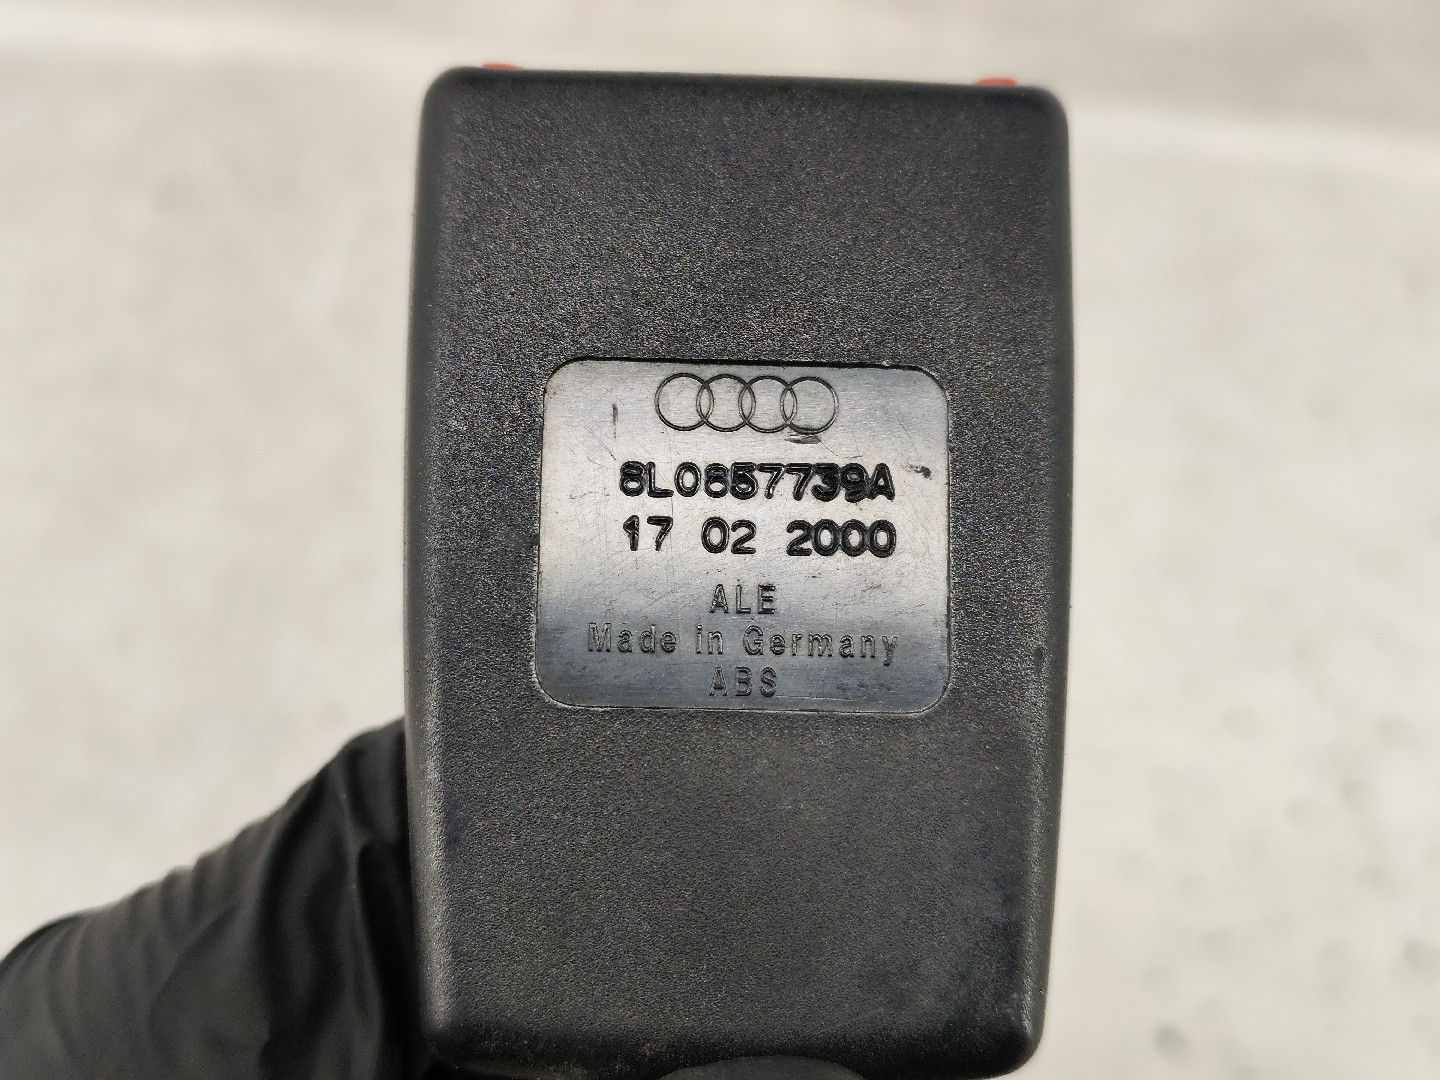 8L0857739A
17 02 2000
ALE
Made in Germany
ABS